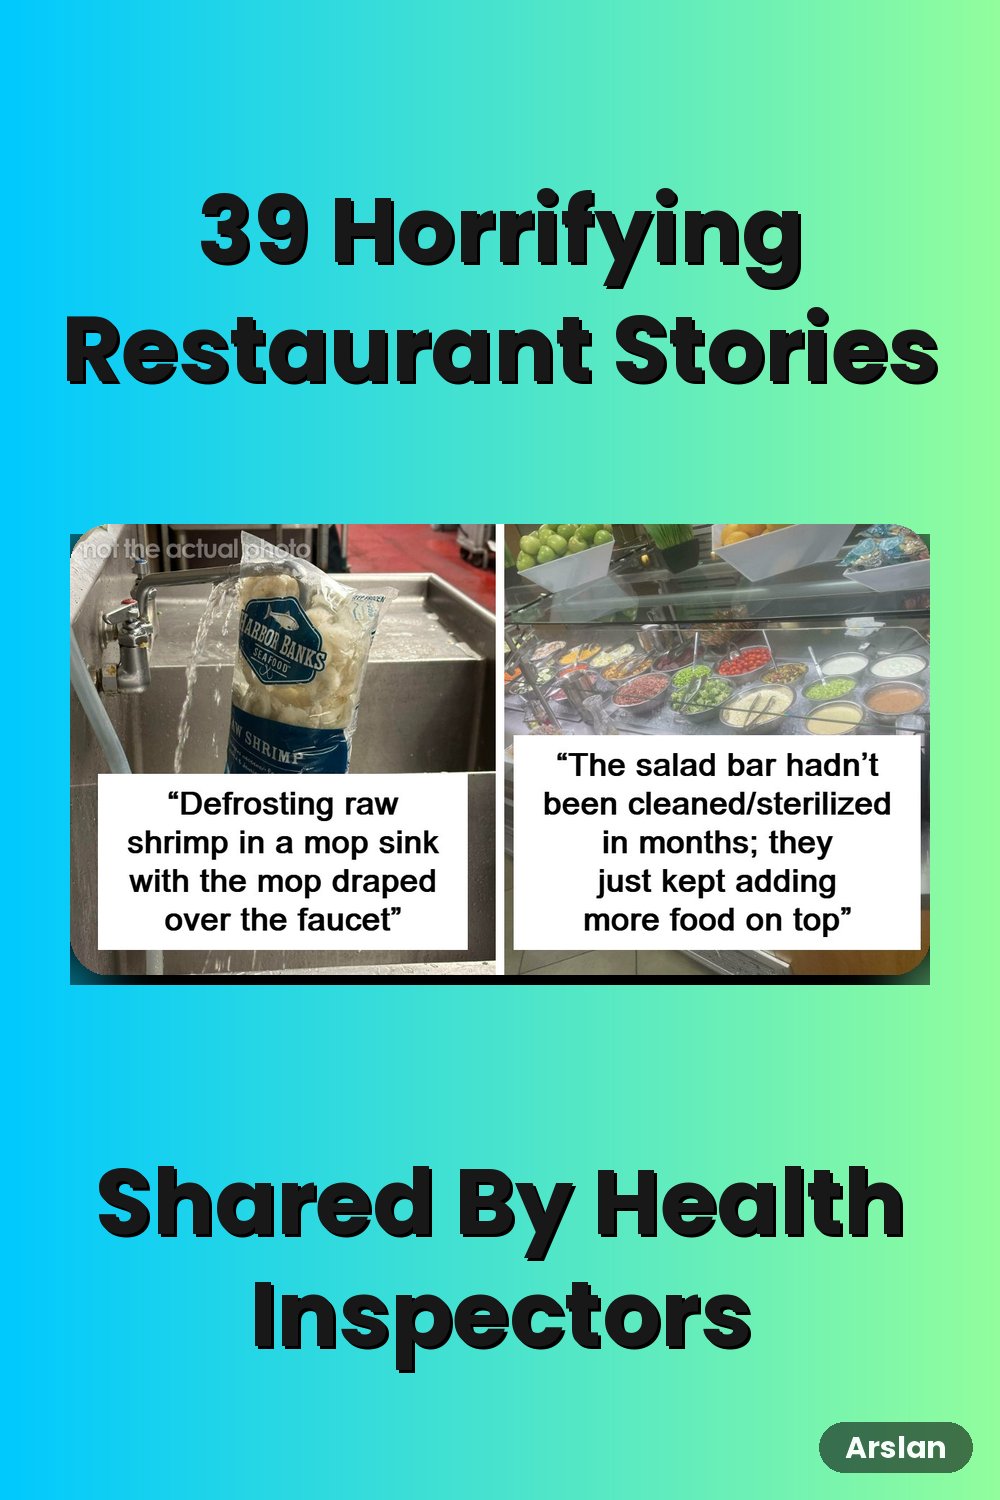 39 Horrifying
Restaurant Stories
not the actual photo
HARBOR BANKS
SEAFOOD
RAW SHRIMP
“Defrosting raw
shrimp in a mop sink
with the mop draped
over the faucet”
“The salad bar hadn’t
been cleaned/sterilized
in months; they
just kept adding
more food on top”
Shared By Health
Inspectors
Arslan